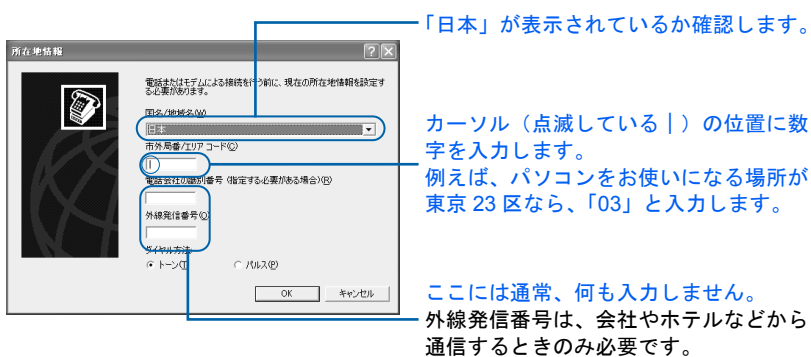 「日本」が表示されているか確認します。
所在地情報
電話またはモデムによる接続を行う前に、現在の所在地情報を設定す
る必要があります。
国名/地域名(W)
日本
市外局番/エリア コード(C)
電話会社の識別番号 (指定する必要がある場合)(R)
外線発信番号(O)
ダイヤル方法:
トーン(T)
パルス(P)
OK
キャンセル
カーソル（点滅している｜）の位置に数
字を入力します。
例えば、パソコンをお使いになる場所が
東京 23 区なら、「03」と入力します。
ここには通常、何も入力しません。
外線発信番号は、会社やホテルなどから
通信するときのみ必要です。